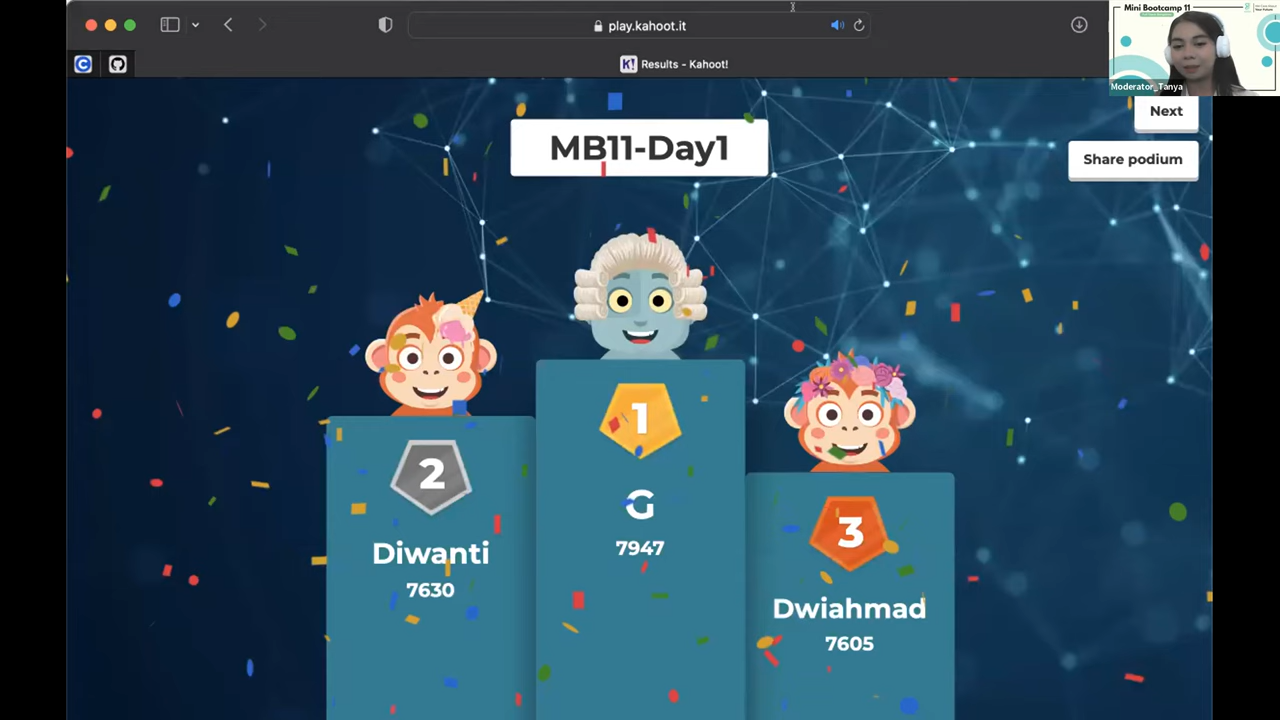 play.kahoot.it
K! Results - Kahoot!
Mini Bootcamp 11
Moderator_Tanya
Next
Share podium
MB11-Day1
1
G
7947
2
Diwanti
7630
3
Dwiahmad
7605